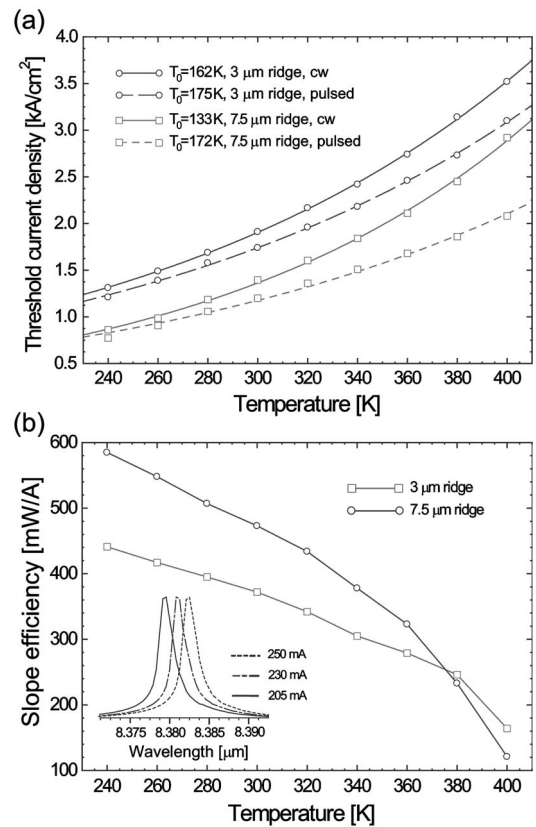 (a)
4.0
3.5
3.0
2.5
2.0
1.5
1.0
0.5
Threshold current density [kA/cm²]
T₀=162K, 3 μm ridge, cw
T₀=175K, 3 μm ridge, pulsed
T₀=133K, 7.5 μm ridge, cw
T₀=172K, 7.5 μm ridge, pulsed
240 260 280 300 320 340 360 380 400
Temperature [K]
(b)
600
500
400
300
200
100
Slope efficiency [mW/A]
3 μm ridge
7.5 μm ridge
250 mA
230 mA
205 mA
8.375 8.380 8.385 8.390
Wavelength [μm]
240 260 280 300 320 340 360 380 400
Temperature [K]